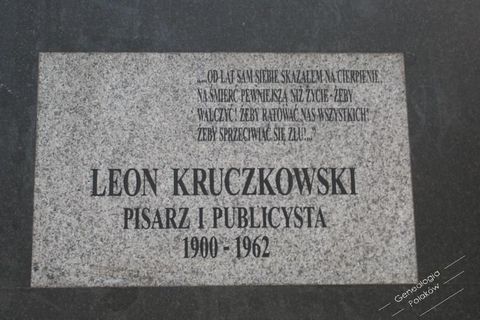 "...OD LAT SAM SIEBIE SKAZAŁEM NA CIERPIENIE
NA ŚMIERĆ PEWNIEJSZĄ NIŻ ŻYCIE - ŻEBY
WALCZYĆ! ŻEBY RATOWAĆ NAS WSZYSTKICH!
ŻEBY SPRZECIWIAĆ SIĘ ZŁU!..."
LEON KRUCZKOWSKI
PISARZ I PUBLICYSTA
1900 - 1962
Genealogia
Polaków